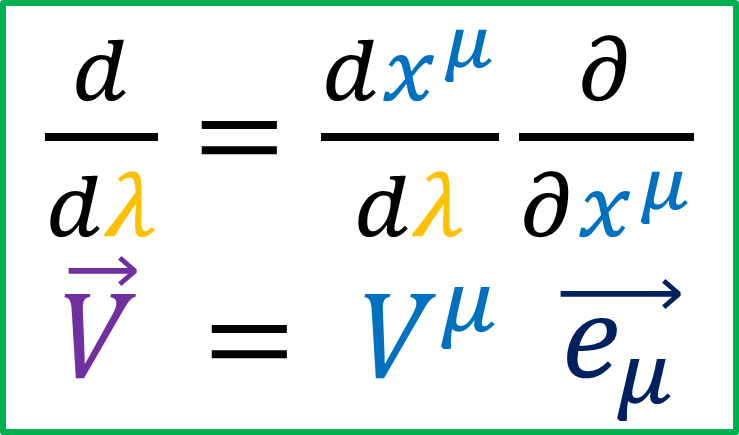 d/dλ = dx^μ/dλ ∂/∂x^μ
V⃗ = V^μ e⃗_μ